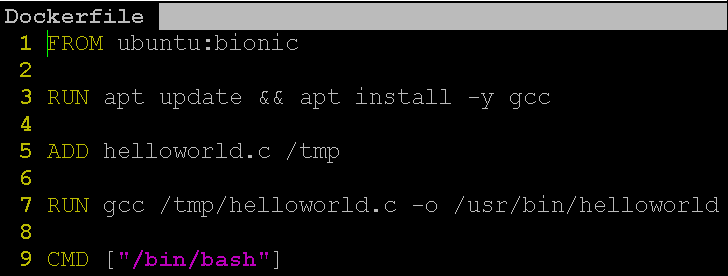 Dockerfile
1 FROM ubuntu:bionic
2
3 RUN apt update && apt install -y gcc
4
5 ADD helloworld.c /tmp
6
7 RUN gcc /tmp/helloworld.c -o /usr/bin/helloworld
8
9 CMD ["/bin/bash"]